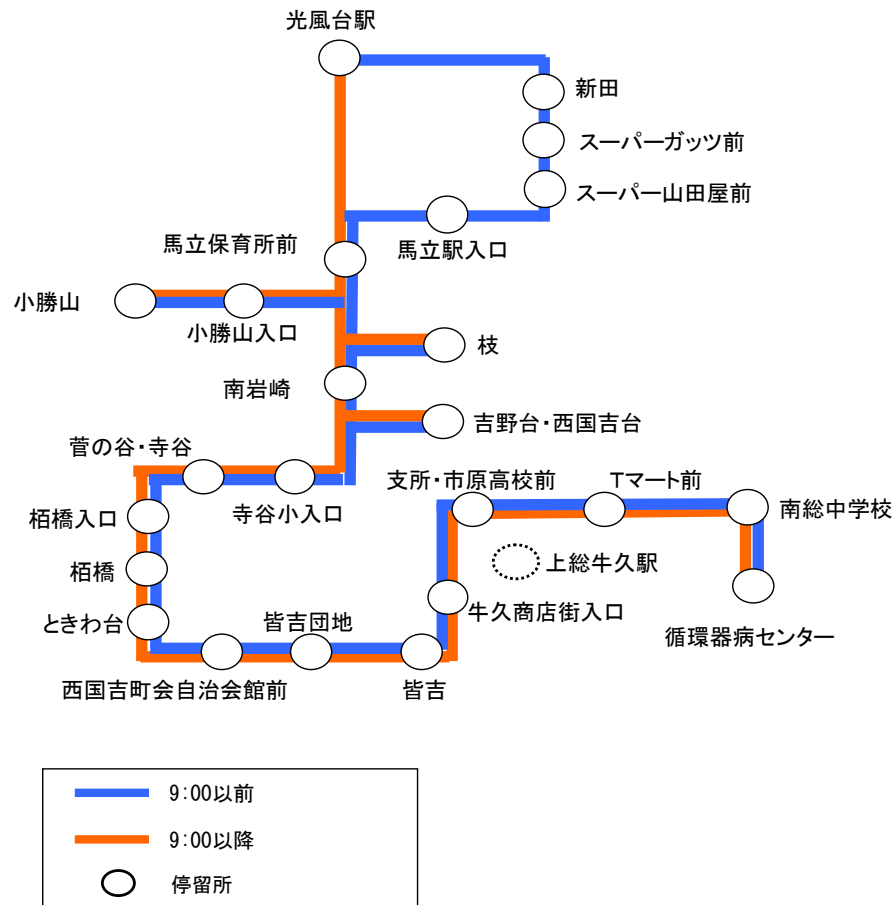 光風台駅
新田
スーパーガッツ前
スーパー山田屋前
馬立駅入口
馬立保育所前
小勝山
小勝山入口
枝
南岩崎
吉野台・西国吉台
菅の谷・寺谷
寺谷小入口
支所・市原高校前
Tマート前
南総中学校
栢橋入口
上総牛久駅
栢橋
牛久商店街入口
ときわ台
皆吉団地
循環器病センター
西国吉町会自治会館前
皆吉
9:00以前
9:00以降
停留所